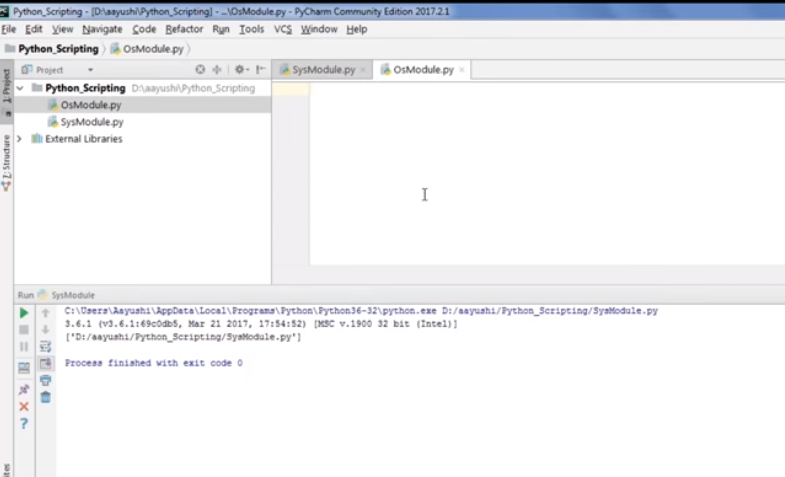 Python_Scripting - [D:\aayushi\Python_Scripting] - ...\OsModule.py - PyCharm Community Edition 2017.2.1
File Edit View Navigate Code Refactor Run Tools VCS Window Help
Python_Scripting OsModule.py
Project SysModule.py OsModule.py
1: Project
Python_Scripting D:\aayushi\Python_Scripting
OsModule.py
SysModule.py
External Libraries
7: Structure
Run SysModule
C:\Users\Aayushi\AppData\Local\Programs\Python\Python36-32\python.exe D:/aayushi/Python_Scripting/SysModule.py
3.6.1 (v3.6.1:69c0db5, Mar 21 2017, 17:54:52) [MSC v.1900 32 bit (Intel)]
['D:/aayushi/Python_Scripting/SysModule.py']
Process finished with exit code 0